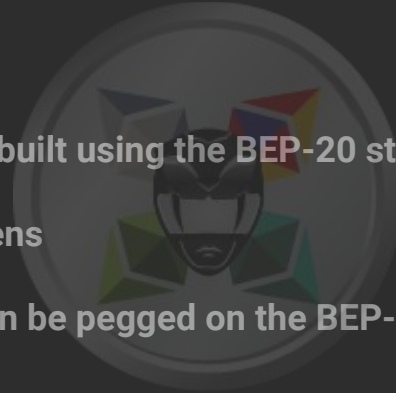 built using the BEP-20 st
ens
n be pegged on the BEP-